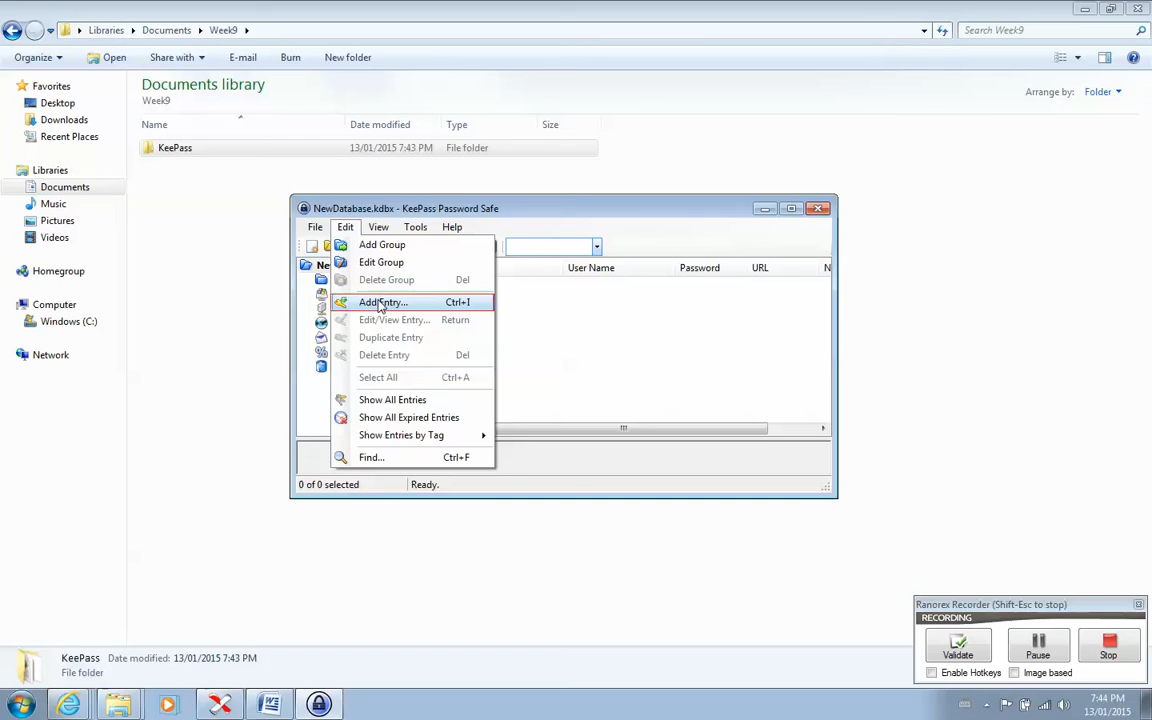 Libraries Documents Week9
Search Week9
Organize Open Share with E-mail Burn New folder
Favorites
Desktop
Downloads
Recent Places
Libraries
Documents
Music
Pictures
Videos
Homegroup
Computer
Windows (C:)
Network
Documents library
Week9
Arrange by: Folder
Name Date modified Type Size
KeePass 13/01/2015 7:43 PM File folder
NewDatabase.kdbx - KeePass Password Safe
File Edit View Tools Help
User Name Password URL N
Ne
Add Group
Edit Group
Delete Group Del
Add Entry... Ctrl+I
Edit/View Entry... Return
Duplicate Entry
Delete Entry Del
Select All Ctrl+A
Show All Entries
Show All Expired Entries
Show Entries by Tag
Find... Ctrl+F
0 of 0 selected Ready.
Ranorex Recorder (Shift-Esc to stop)
RECORDING
Validate Pause Stop
Enable Hotkeys Image based
KeePass Date modified: 13/01/2015 7:43 PM
File folder
7:44 PM
13/01/2015